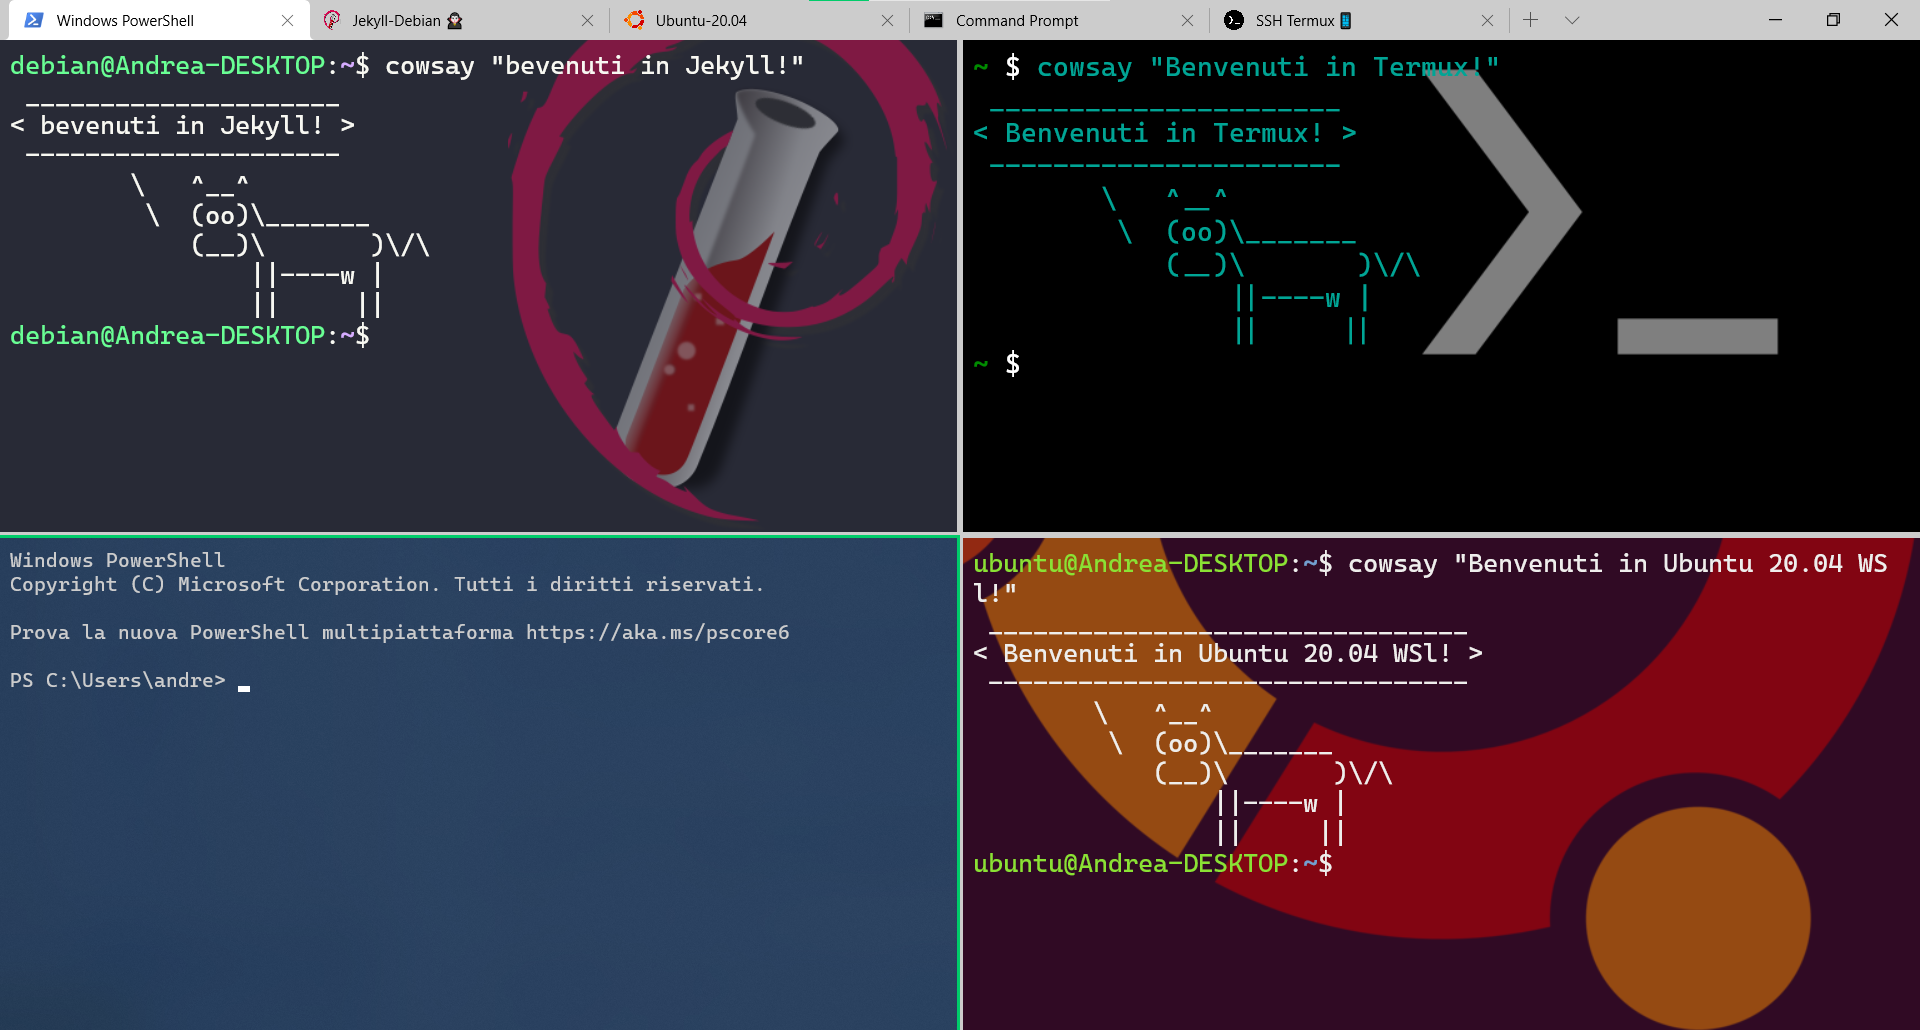 Windows PowerShell
Jekyll-Debian
Ubuntu-20.04
Command Prompt
SSH Termux
debian@Andrea-DESKTOP:~$ cowsay "bevenuti in Jekyll!"
 _____________________
< bevenuti in Jekyll! >
 ---------------------
        \   ^__^
         \  (oo)\_______
            (__)\       )\/\
                ||----w |
                ||     ||
debian@Andrea-DESKTOP:~$
~ $ cowsay "Benvenuti in Termux!"
 ______________________
< Benvenuti in Termux! >
 ----------------------
        \   ^__^
         \  (oo)\_______
            (__)\       )\/\
                ||----w |
                ||     ||
~ $
Windows PowerShell
Copyright (C) Microsoft Corporation. Tutti i diritti riservati.
Prova la nuova PowerShell multipiattaforma https://aka.ms/pscore6
PS C:\Users\andre>
ubuntu@Andrea-DESKTOP:~$ cowsay "Benvenuti in Ubuntu 20.04 WS
l!"
 ________________________________
< Benvenuti in Ubuntu 20.04 WSl! >
 --------------------------------
        \   ^__^
         \  (oo)\_______
            (__)\       )\/\
                ||----w |
                ||     ||
ubuntu@Andrea-DESKTOP:~$